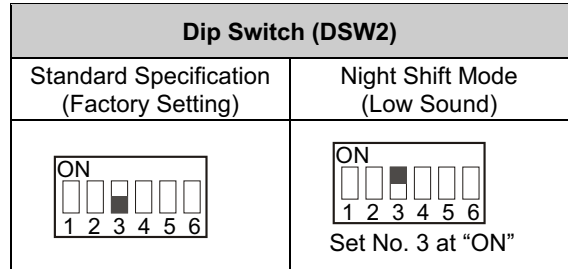 Dip Switch (DSW2)
Standard Specification
(Factory Setting)
Night Shift Mode
(Low Sound)
ON
1 2 3 4 5 6
ON
1 2 3 4 5 6
Set No. 3 at “ON”